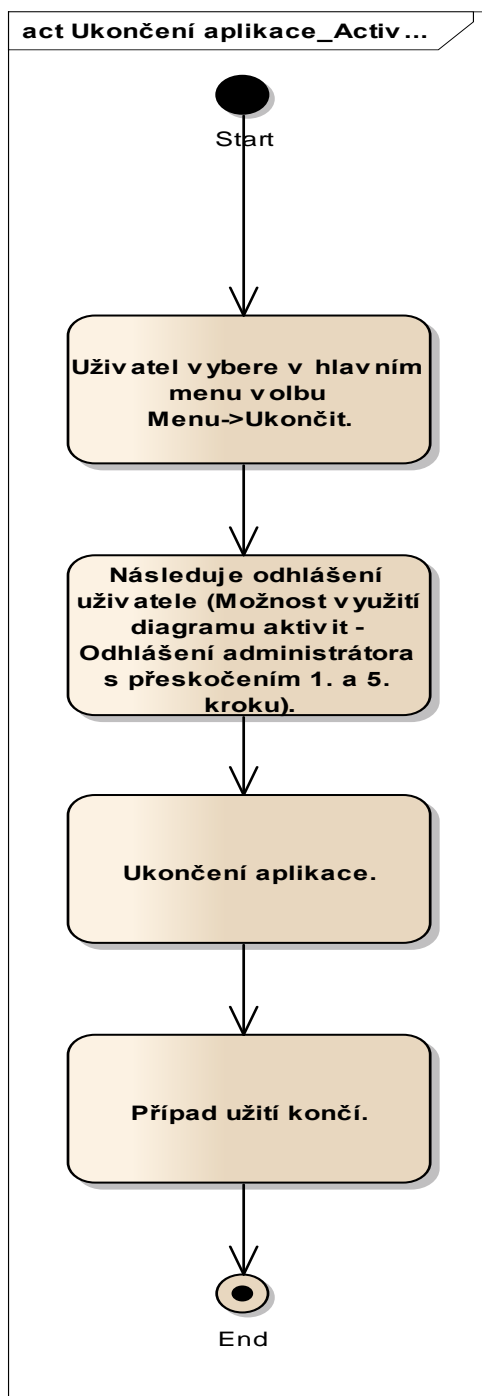 act Ukončení aplikace_Activ...
Start
Uživatel vybere v hlavním
menu volbu
Menu->Ukončit.
Následuje odhlášení
uživatele (Možnost využití
diagramu aktivit -
Odhlášení administrátora
s přeskočením 1. a 5.
kroku).
Ukončení aplikace.
Případ užití končí.
End